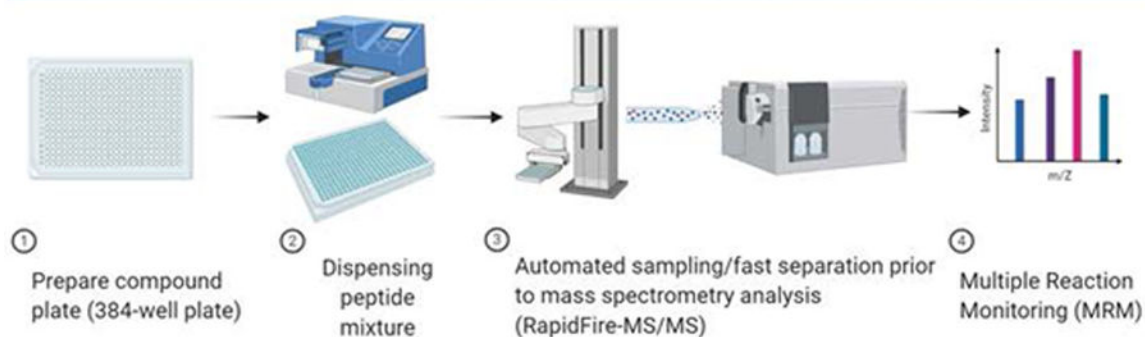 Intensity
m/Z
1
Prepare compound
plate (384-well plate)
2
Dispensing
peptide
mixture
3
Automated sampling/fast separation prior
to mass spectrometry analysis
(RapidFire-MS/MS)
4
Multiple Reaction
Monitoring (MRM)